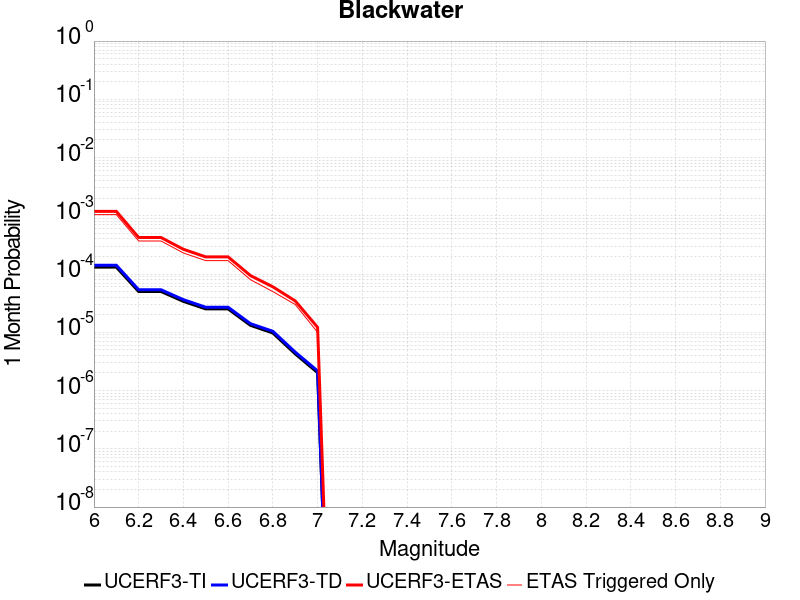 Blackwater
10^0
10^-1
10^-2
10^-3
10^-4
10^-5
10^-6
10^-7
10^-8
1 Month Probability
6 6.2 6.4 6.6 6.8 7 7.2 7.4 7.6 7.8 8 8.2 8.4 8.6 8.8 9
Magnitude
UCERF3-TI UCERF3-TD UCERF3-ETAS ETAS Triggered Only